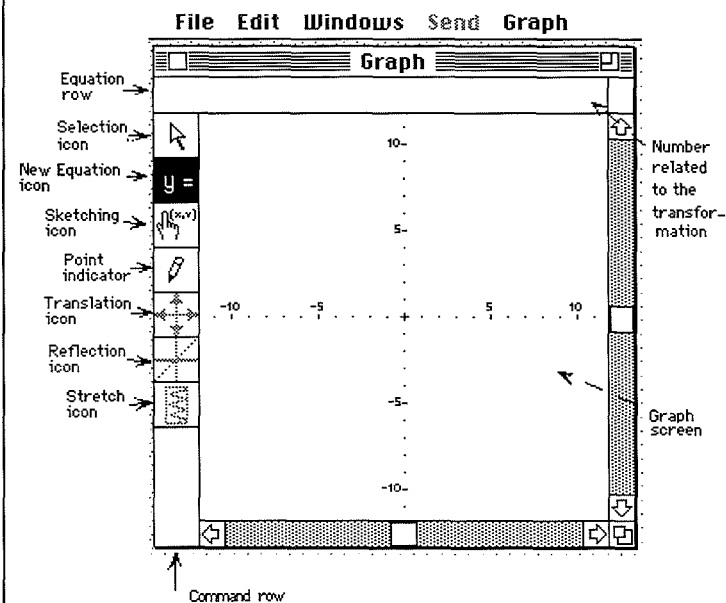 File Edit Windows Send Graph
Graph
Equation
row
Selection
icon
New Equation
icon
y =
Sketching
icon
(x,y)
Point
indicator
Translation
icon
Reflection
icon
Stretch
icon
10
5
-10 -5 0 5 10
-5
-10
Number
related
to the
transfor-
mation
Graph
screen
Command row